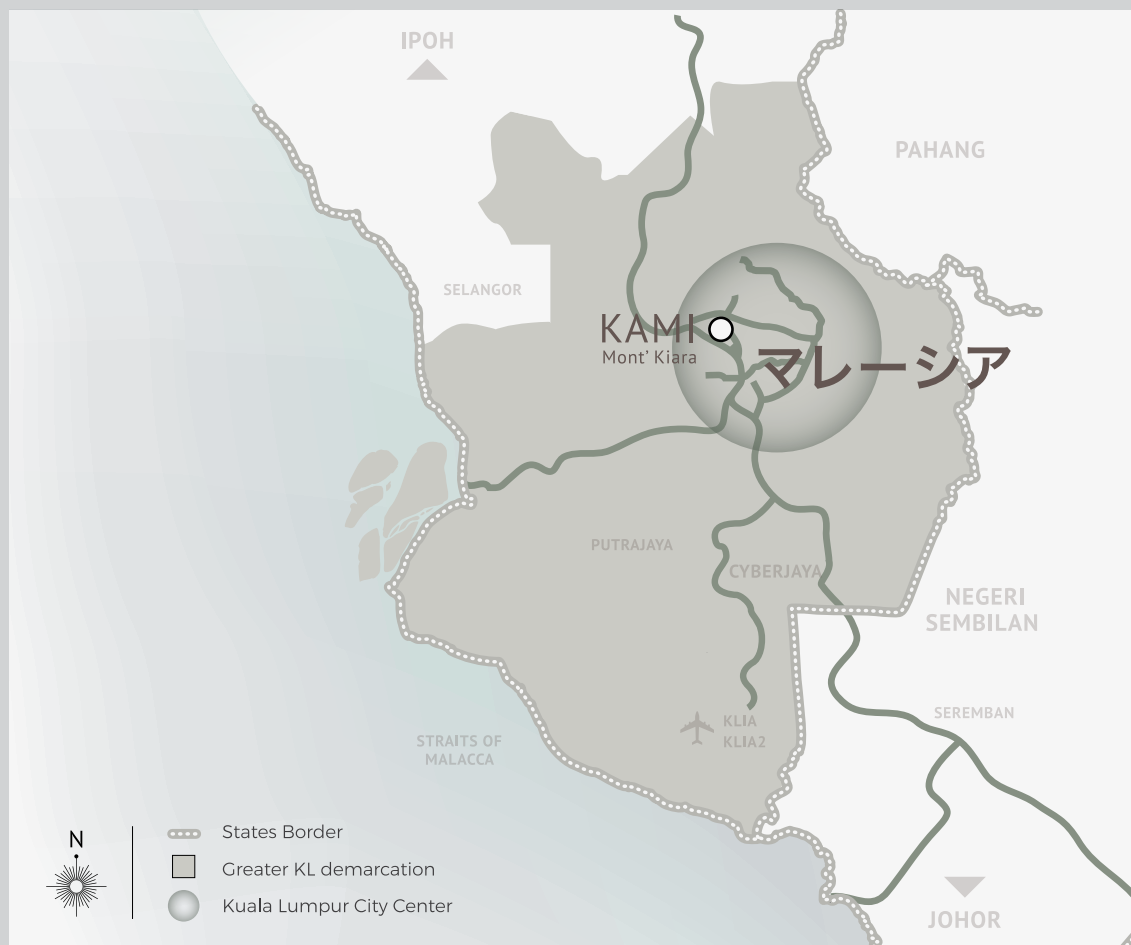 IPOH
PAHANG
SELANGOR
KAMI
Mont' Kiara
マレーシア
PUTRAJAYA
CYBERJAYA
NEGERI
SEMBILAN
SEREMBAN
KLIA
KLIA2
STRAITS OF
MALACCA
N
States Border
Greater KL demarcation
Kuala Lumpur City Center
JOHOR